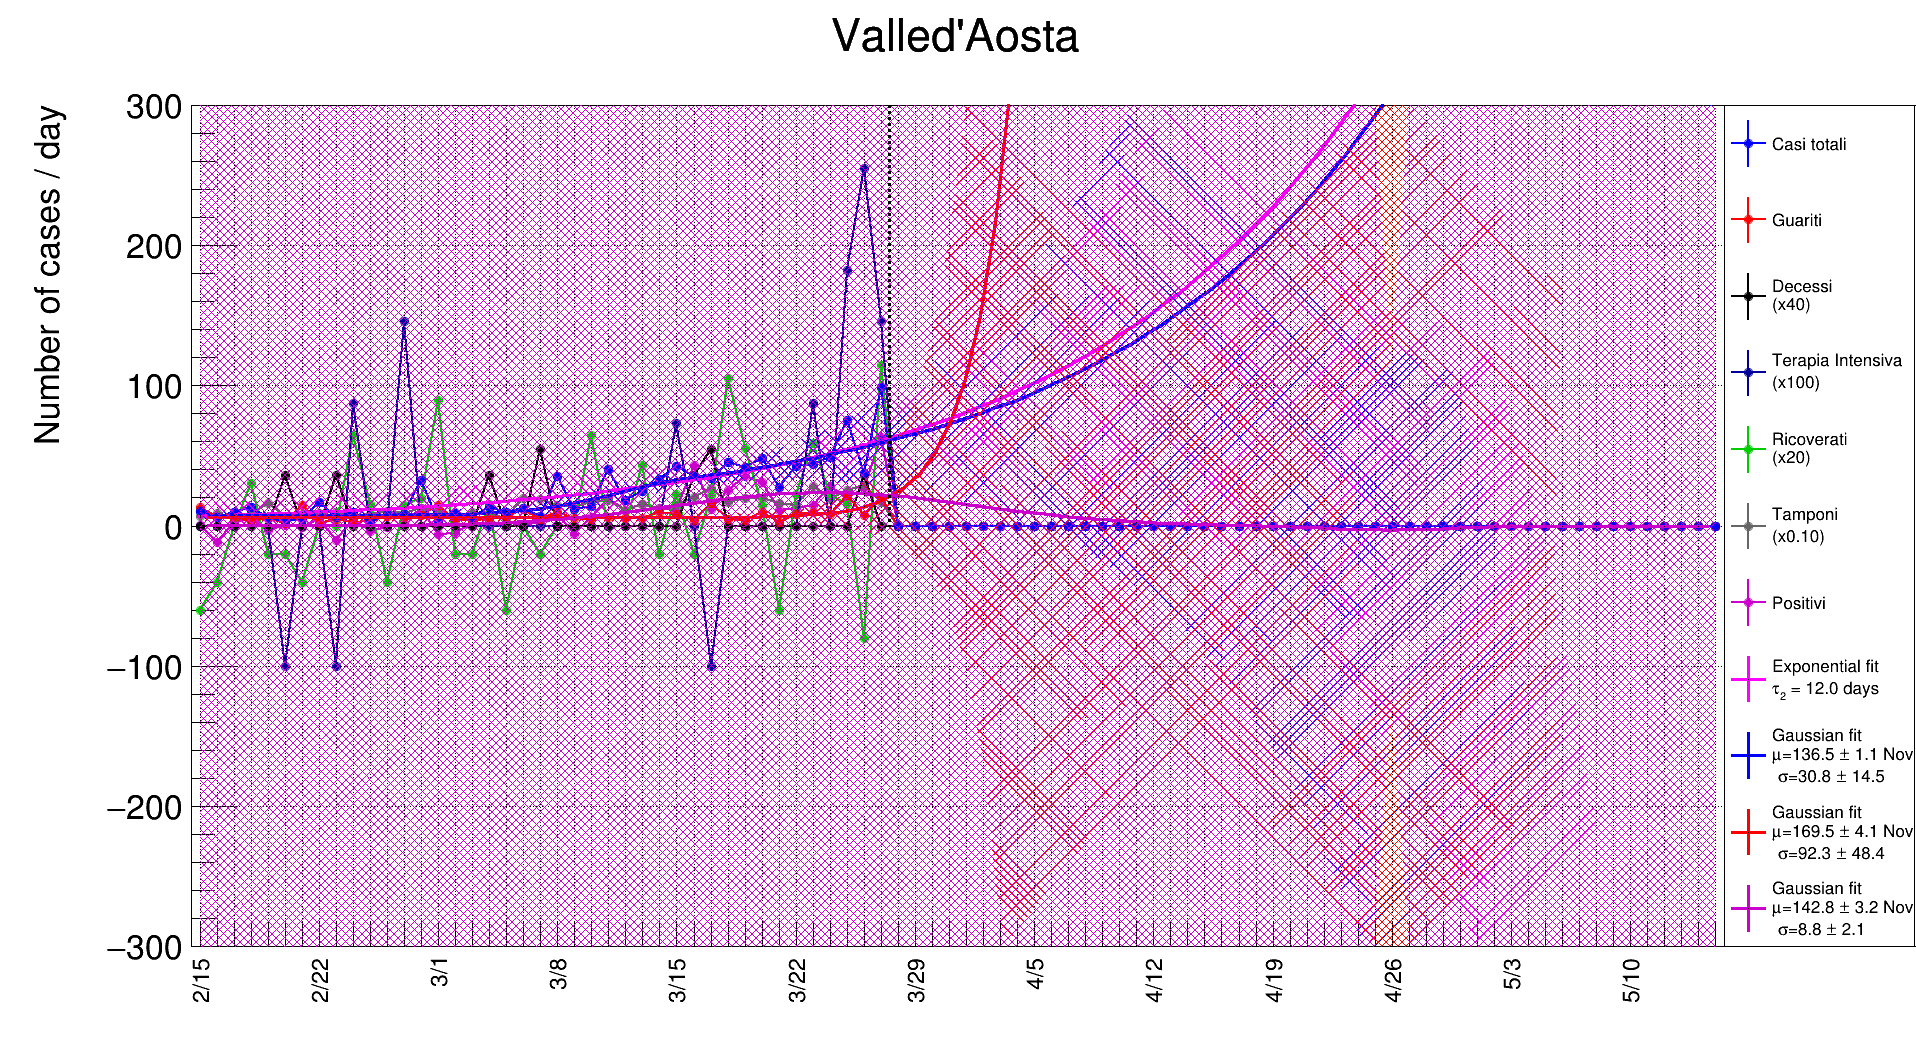 Valled'Aosta
Number of cases / day
300
200
100
0
−100
−200
−300
2/15
2/22
3/1
3/8
3/15
3/22
3/29
4/5
4/12
4/19
4/26
5/3
5/10
Casi totali
Guariti
Decessi
(x40)
Terapia Intensiva
(x100)
Ricoverati
(x20)
Tamponi
(x0.10)
Positivi
Exponential fit
τ2 = 12.0 days
Gaussian fit
μ=136.5 ± 1.1 Nov
σ=30.8 ± 14.5
Gaussian fit
μ=169.5 ± 4.1 Nov
σ=92.3 ± 48.4
Gaussian fit
μ=142.8 ± 3.2 Nov
σ=8.8 ± 2.1